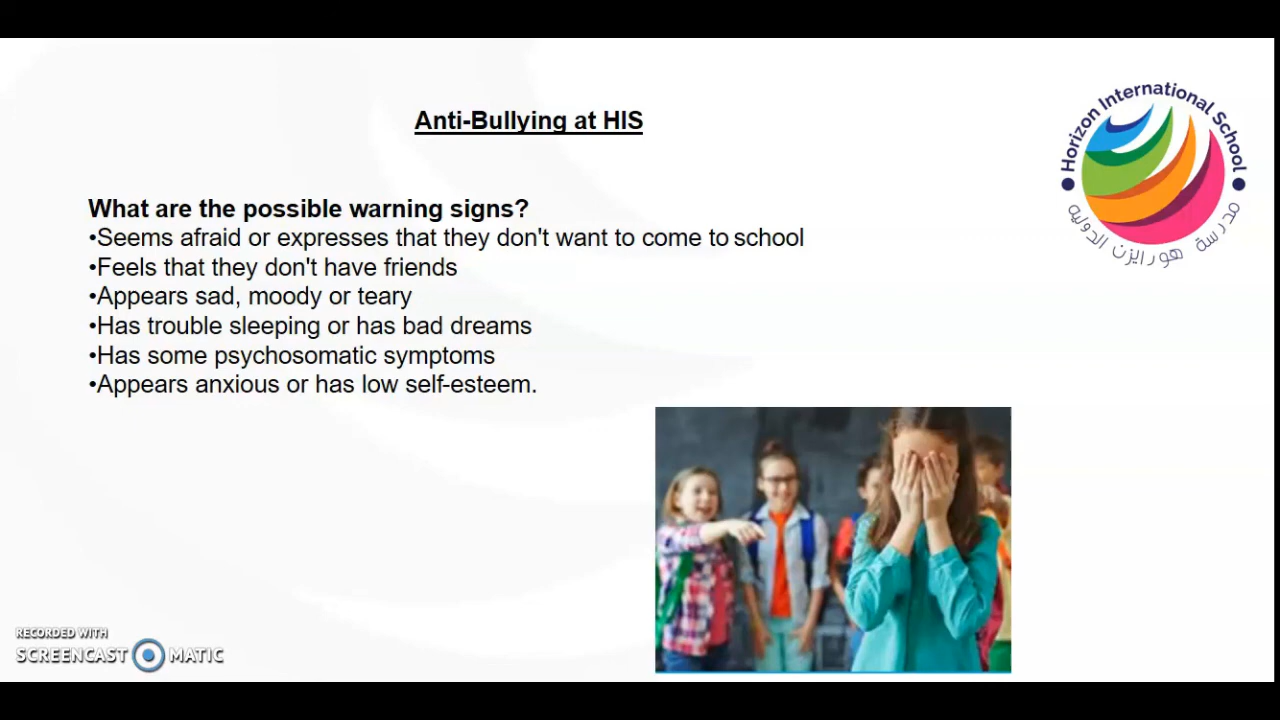 Anti-Bullying at HIS
Horizon International School
مدرسة هورايزن الدولية
What are the possible warning signs?
•Seems afraid or expresses that they don't want to come to school
•Feels that they don't have friends
•Appears sad, moody or teary
•Has trouble sleeping or has bad dreams
•Has some psychosomatic symptoms
•Appears anxious or has low self-esteem.
RECORDED WITH
SCREENCAST MATIC